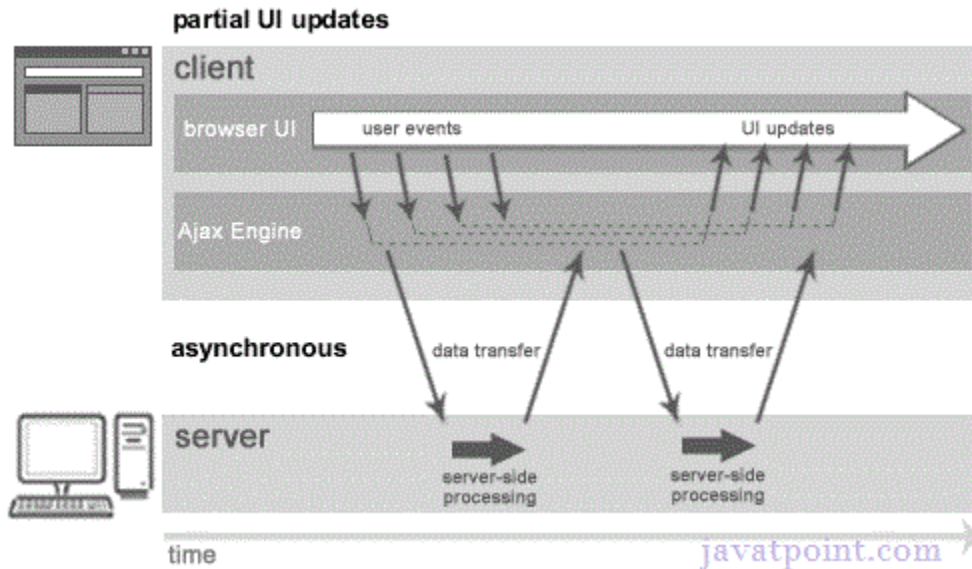 partial UI updates
client
browser UI
user events
UI updates
Ajax Engine
asynchronous
data transfer
data transfer
server
server-side
processing
server-side
processing
time
javatpoint.com